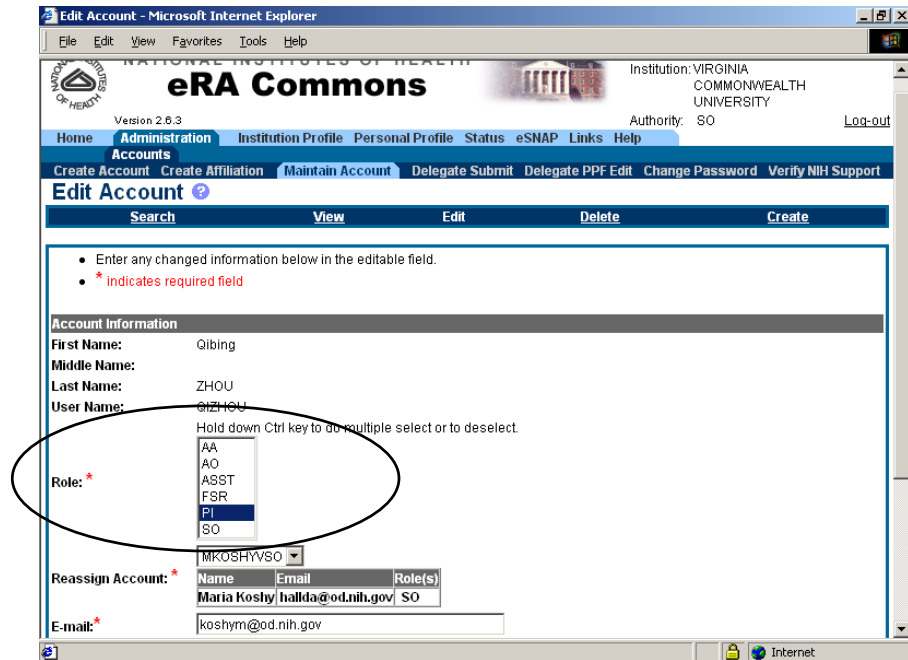 Edit Account - Microsoft Internet Explorer
File Edit View Favorites Tools Help
NATIONAL INSTITUTES OF HEALTH
eRA Commons
Version 2.6.3
Institution: VIRGINIA
COMMONWEALTH
UNIVERSITY
Authority: SO Log-out
Home Administration Institution Profile Personal Profile Status eSNAP Links Help
Accounts
Create Account Create Affiliation Maintain Account Delegate Submit Delegate PPF Edit Change Password Verify NIH Support
Edit Account ?
Search View Edit Delete Create
• Enter any changed information below in the editable field.
• * indicates required field
Account Information
First Name: Qibing
Middle Name:
Last Name: ZHOU
User Name: QIZHOU
Hold down Ctrl key to do multiple select or to deselect.
Role: *
AA
AO
ASST
FSR
PI
SO
MKOSHYVSO
Reassign Account: *
Name Email Role(s)
Maria Koshy hallda@od.nih.gov SO
E-mail:* koshym@od.nih.gov
Internet